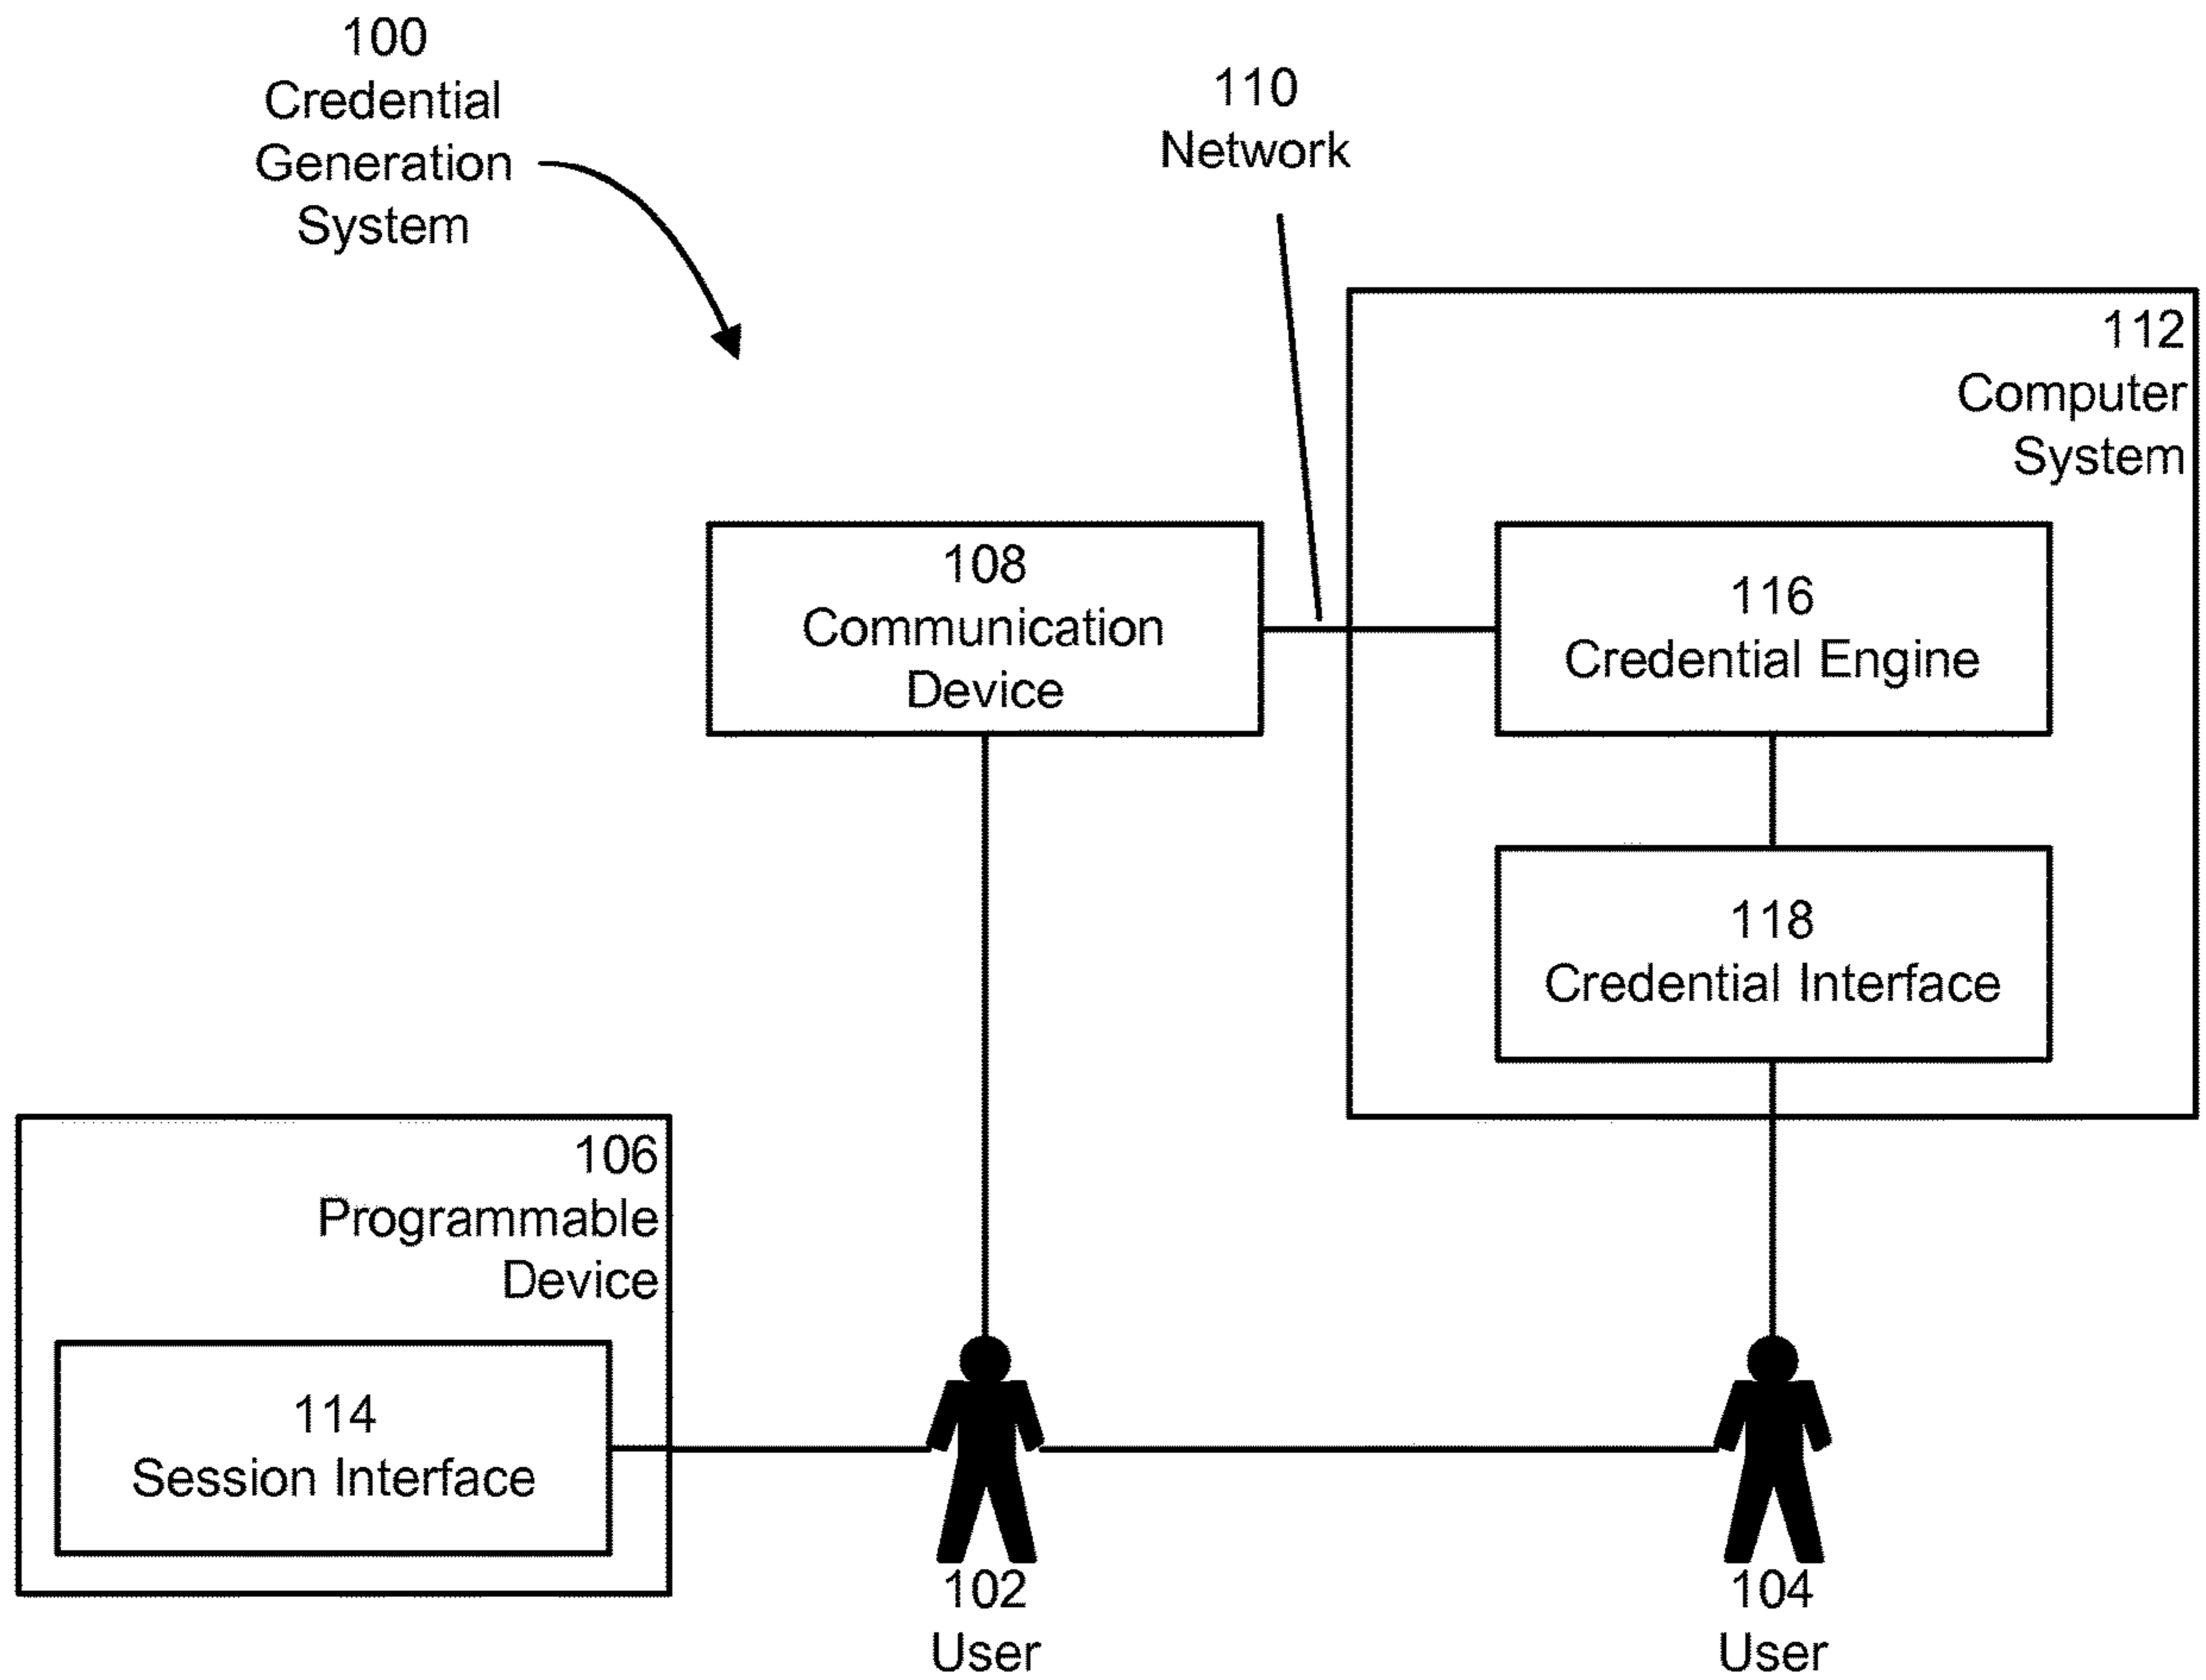 100
Credential
Generation
System
110
Network
112
Computer
System
108
Communication
Device
116
Credential Engine
118
Credential Interface
106
Programmable
Device
114
Session Interface
102
User
104
User